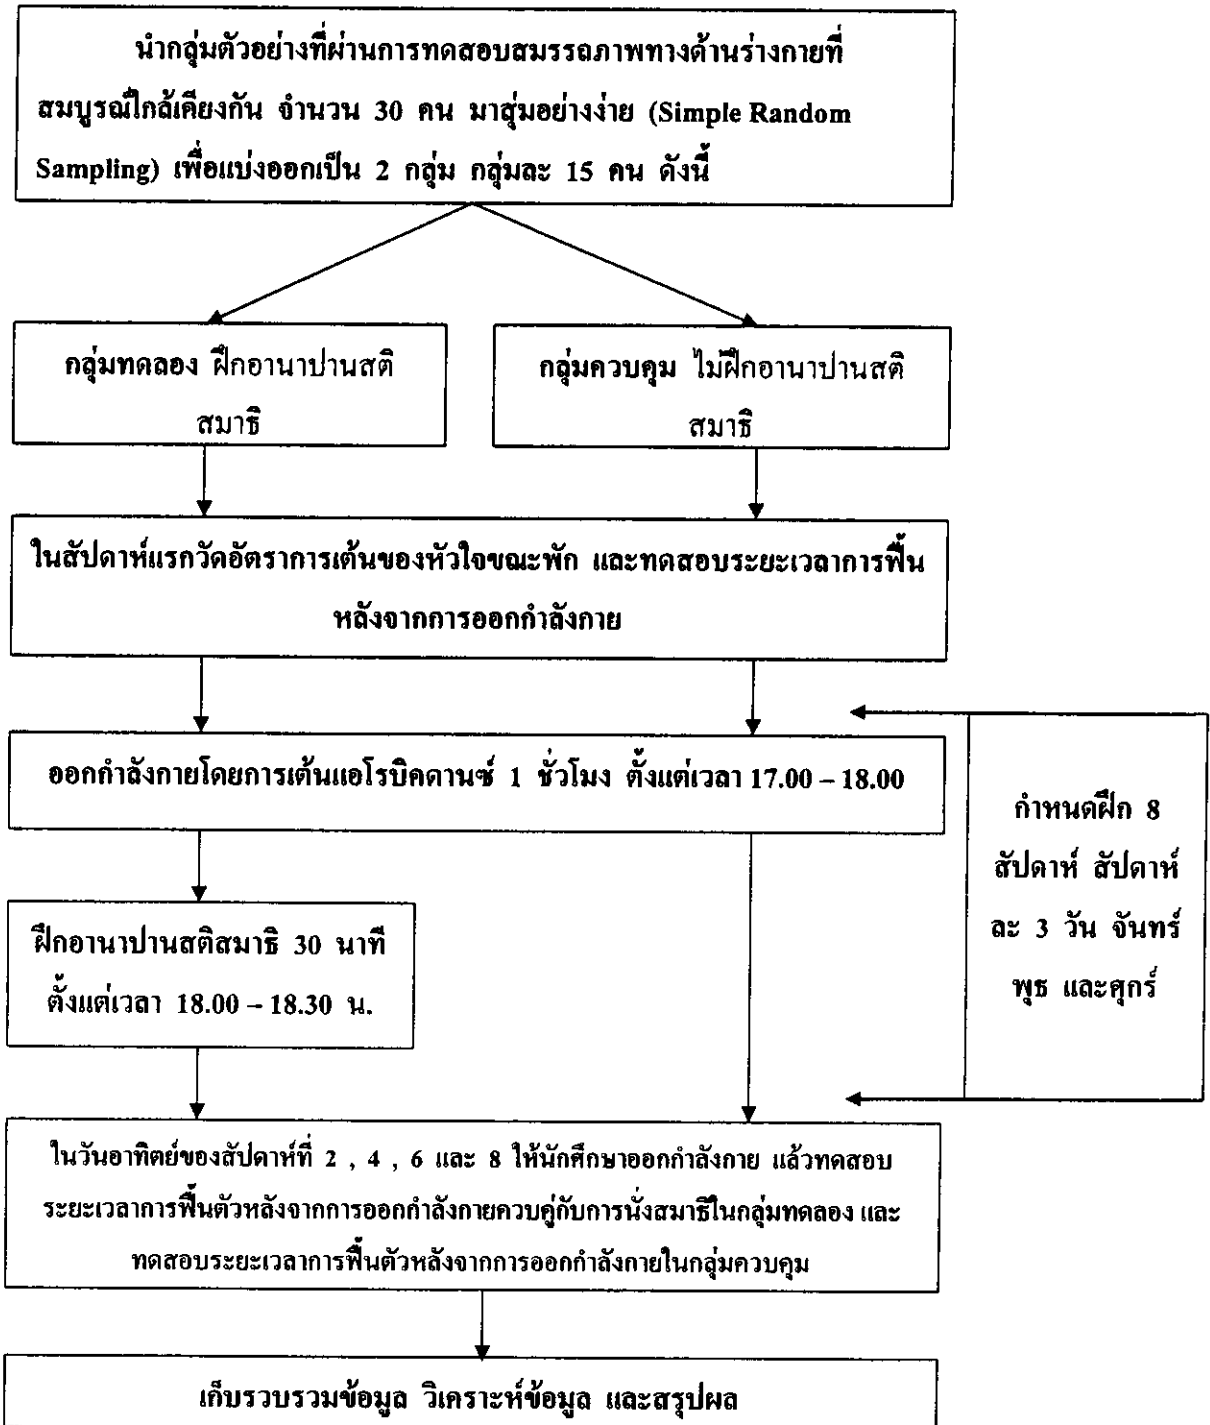 นำกลุ่มตัวอย่างที่ผ่านการทดสอบสมรรถภาพทางด้านร่างกายที่
สมบูรณ์ใกล้เคียงกัน จำนวน 30 คน มาสุ่มอย่างง่าย (Simple Random
Sampling) เพื่อแบ่งออกเป็น 2 กลุ่ม กลุ่มละ 15 คน ดังนี้
กลุ่มทดลอง ฝึกอานาปานสติ
สมาธิ
กลุ่มควบคุม ไม่ฝึกอานาปานสติ
สมาธิ
ในสัปดาห์แรกวัดอัตราการเต้นของหัวใจขณะพัก และทดสอบระยะเวลาการฟื้น
หลังจากการออกกำลังกาย
ออกกำลังกายโดยการเต้นแอโรบิคดานซ์ 1 ชั่วโมง ตั้งแต่เวลา 17.00 – 18.00
กำหนดฝึก 8
สัปดาห์ สัปดาห์
ละ 3 วัน จันทร์
พุธ และศุกร์
ฝึกอานาปานสติสมาธิ 30 นาที
ตั้งแต่เวลา 18.00 – 18.30 น.
ในวันอาทิตย์ของสัปดาห์ที่ 2 , 4 , 6 และ 8 ให้นักศึกษาออกกำลังกาย แล้วทดสอบ
ระยะเวลาการฟื้นตัวหลังจากการออกกำลังกายควบคู่กับการนั่งสมาธิในกลุ่มทดลอง และ
ทดสอบระยะเวลาการฟื้นตัวหลังจากการออกกำลังกายในกลุ่มควบคุม
เก็บรวบรวมข้อมูล วิเคราะห์ข้อมูล และสรุปผล